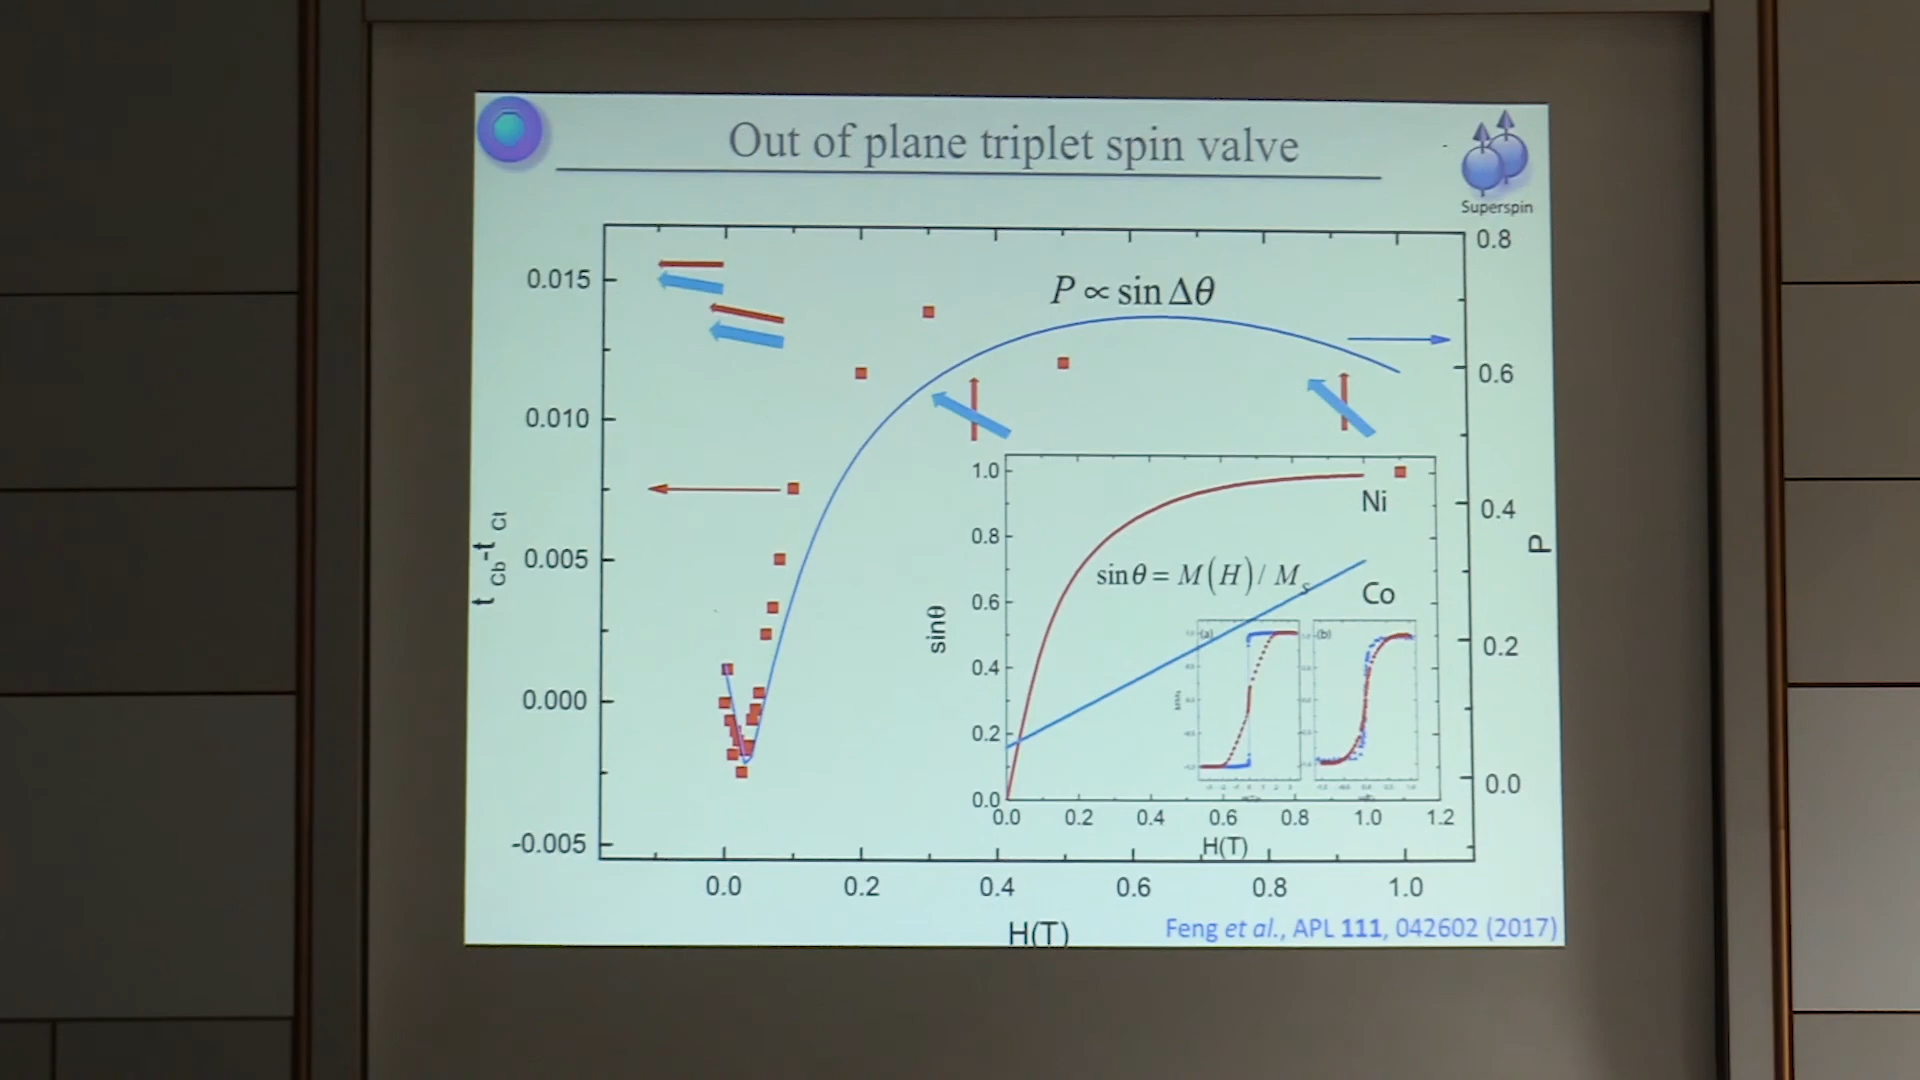 Out of plane triplet spin valve
Superspin
0.015
0.010
0.005
0.000
-0.005
t Cb-t Ct
0.8
0.6
0.4
0.2
0.0
P
P ∝ sin Δθ
0.0 0.2 0.4 0.6 0.8 1.0
H(T)
1.0
0.8
0.6
0.4
0.2
0.0
sinθ
Ni
sinθ = M(H)/ Ms
Co
(a)
(b)
0.0 0.2 0.4 0.6 0.8 1.0 1.2
H(T)
Feng et al., APL 111, 042602 (2017)